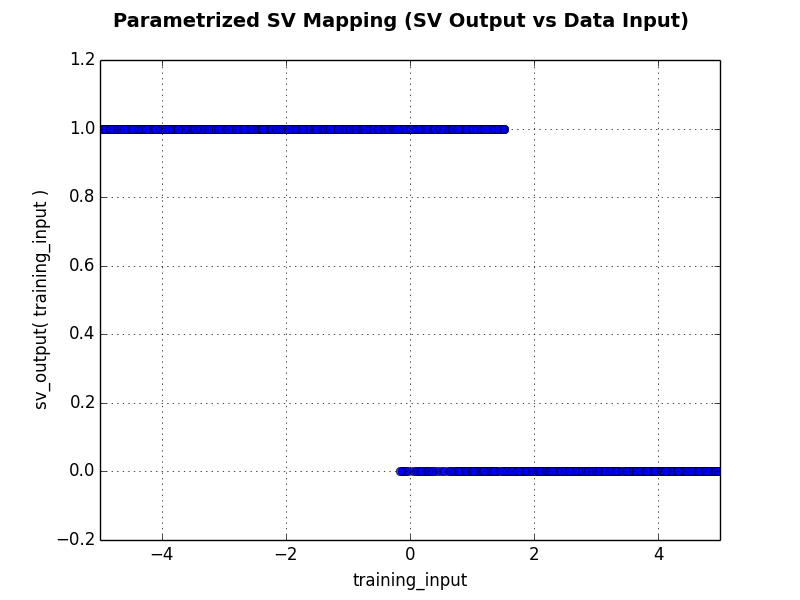 Parametrized SV Mapping (SV Output vs Data Input)
1.2
1.0
0.8
0.6
0.4
0.2
0.0
−0.2
sv_output( training_input )
−4 −2 0 2 4
training_input